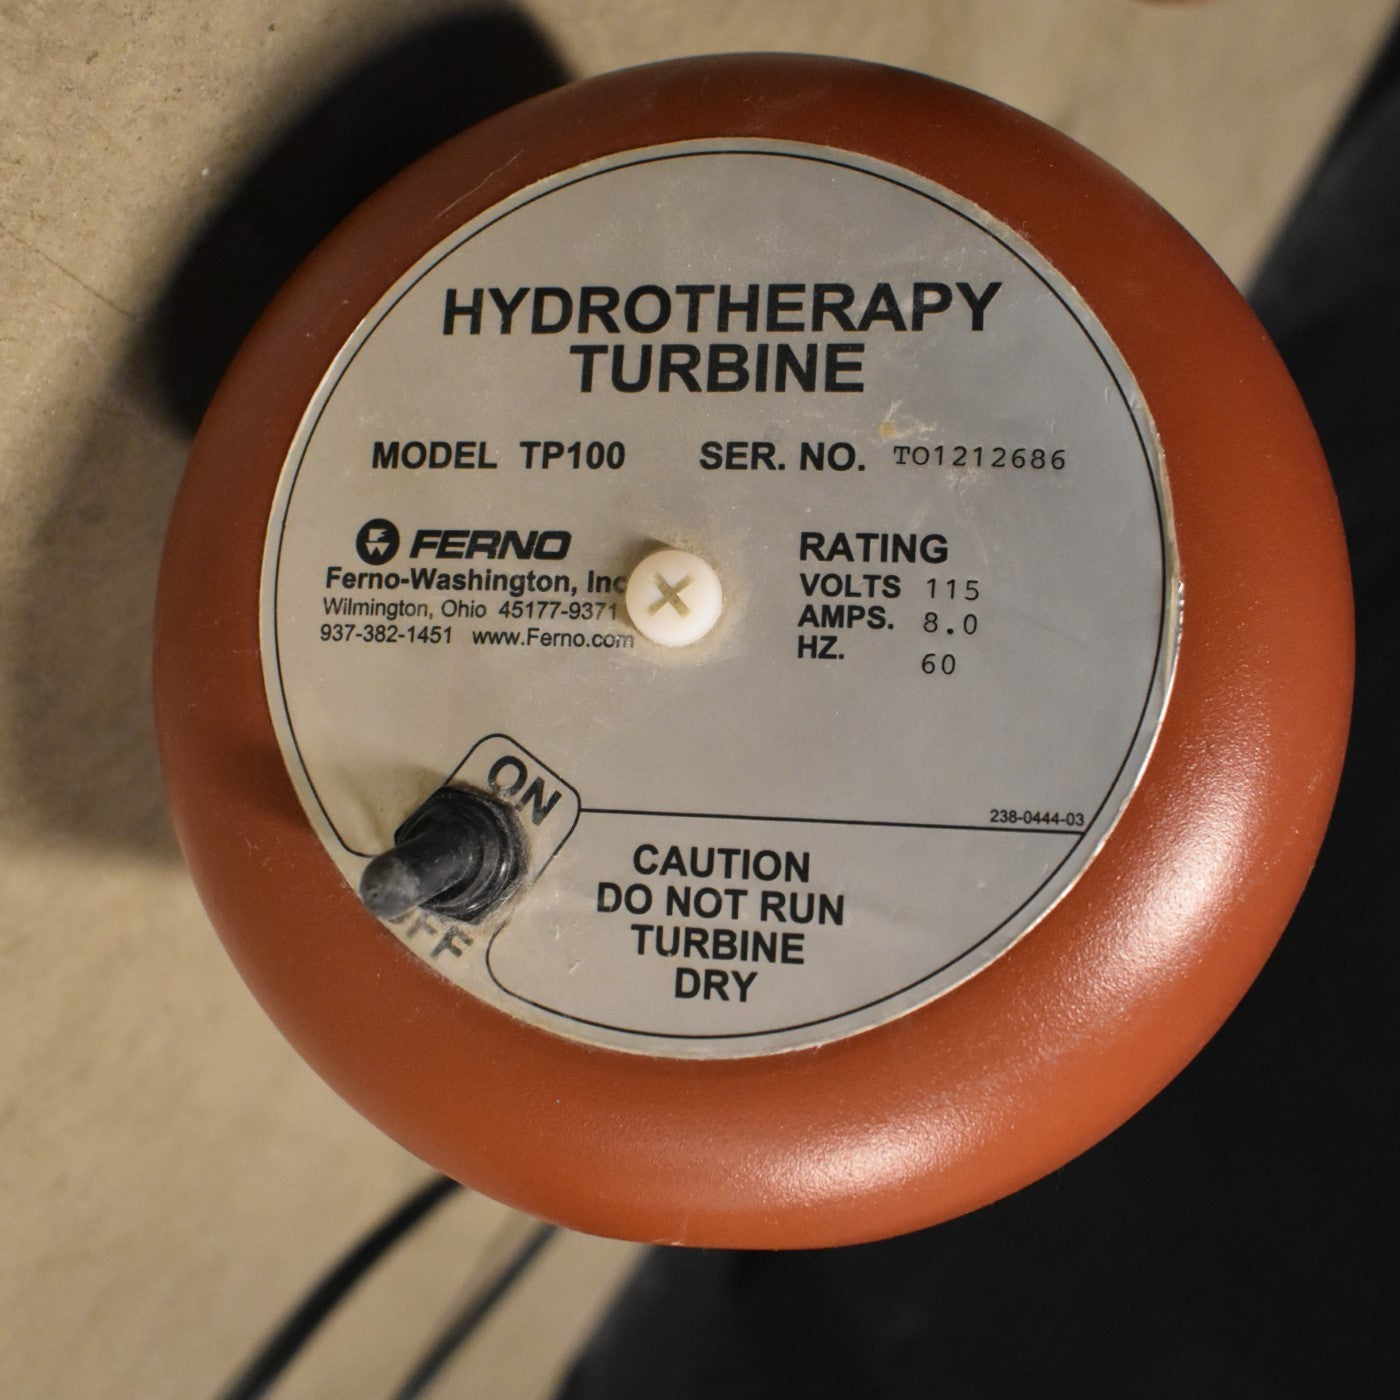 HYDROTHERAPY
TURBINE
MODEL TP100 SER. NO. TO1212686
FERNO
Ferno-Washington, Inc
Wilmington, Ohio 45177-9371
937-382-1451 www.Ferno.com
RATING
VOLTS 115
AMPS. 8.0
HZ. 60
ON
OFF
238-0444-03
CAUTION
DO NOT RUN
TURBINE
DRY